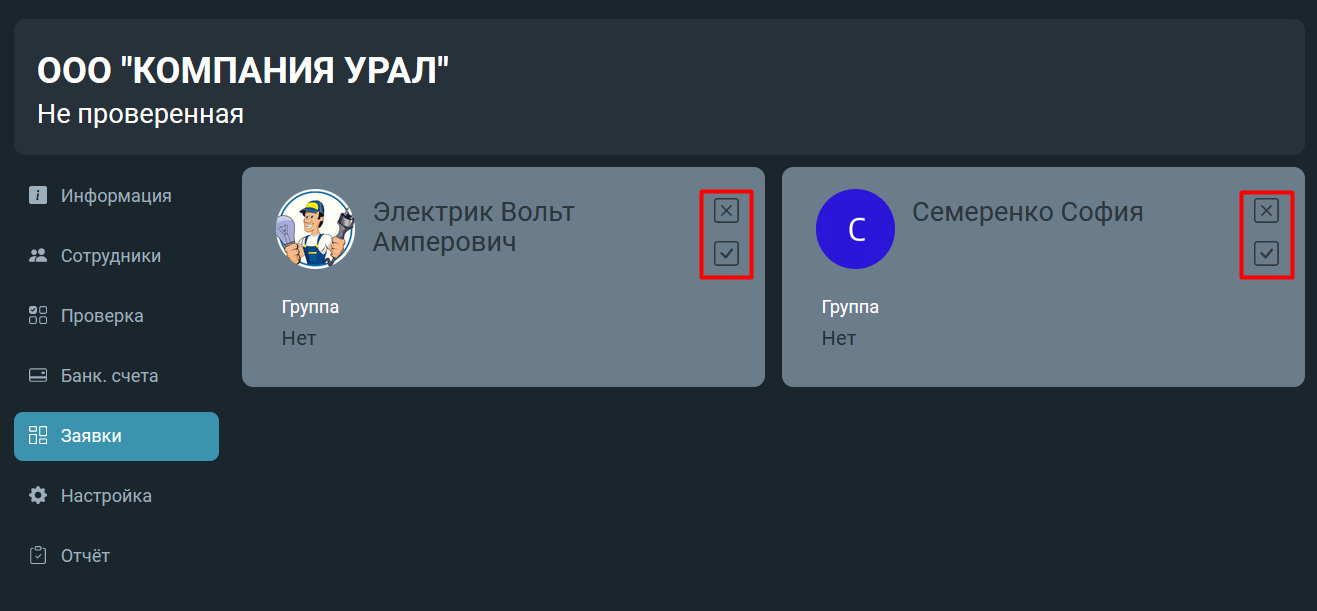 ООО "КОМПАНИЯ УРАЛ"
Не проверенная
Информация
Сотрудники
Проверка
Банк. счета
Заявки
Настройка
Отчёт
Электрик Вольт
Амперович
Группа
Нет
С
Семеренко София
Группа
Нет